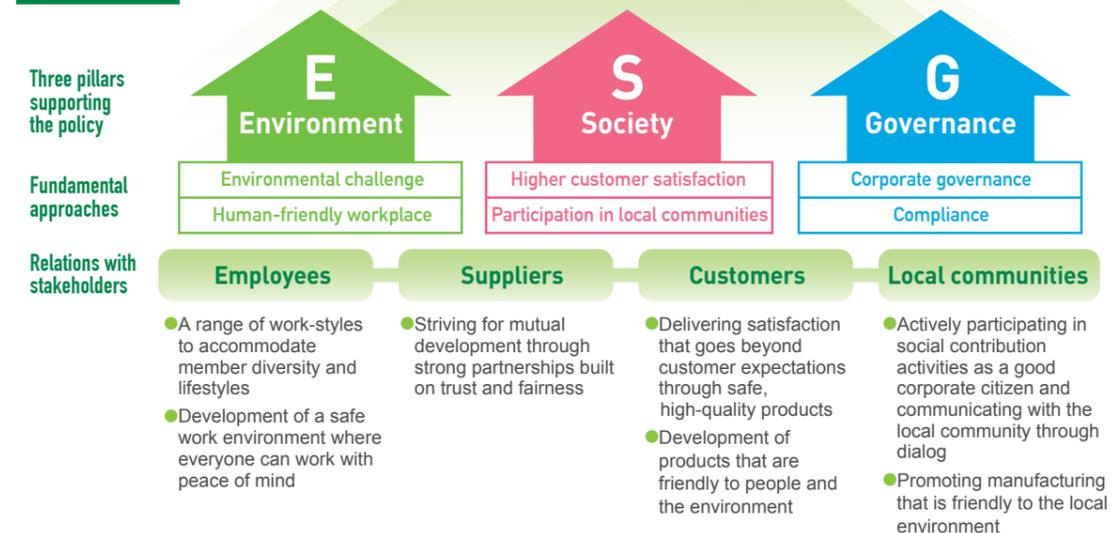 Three pillars
supporting
the policy
E
Environment
S
Society
G
Governance
Fundamental
approaches
Environmental challenge
Human-friendly workplace
Higher customer satisfaction
Participation in local communities
Corporate governance
Compliance
Relations with
stakeholders
Employees
Suppliers
Customers
Local communities
●A range of work-styles
to accommodate
member diversity and
lifestyles
●Development of a safe
work environment where
everyone can work with
peace of mind
●Striving for mutual
development through
strong partnerships built
on trust and fairness
●Delivering satisfaction
that goes beyond
customer expectations
through safe,
high-quality products
●Development of
products that are
friendly to people and
the environment
●Actively participating in
social contribution
activities as a good
corporate citizen and
communicating with the
local community through
dialog
●Promoting manufacturing
that is friendly to the local
environment